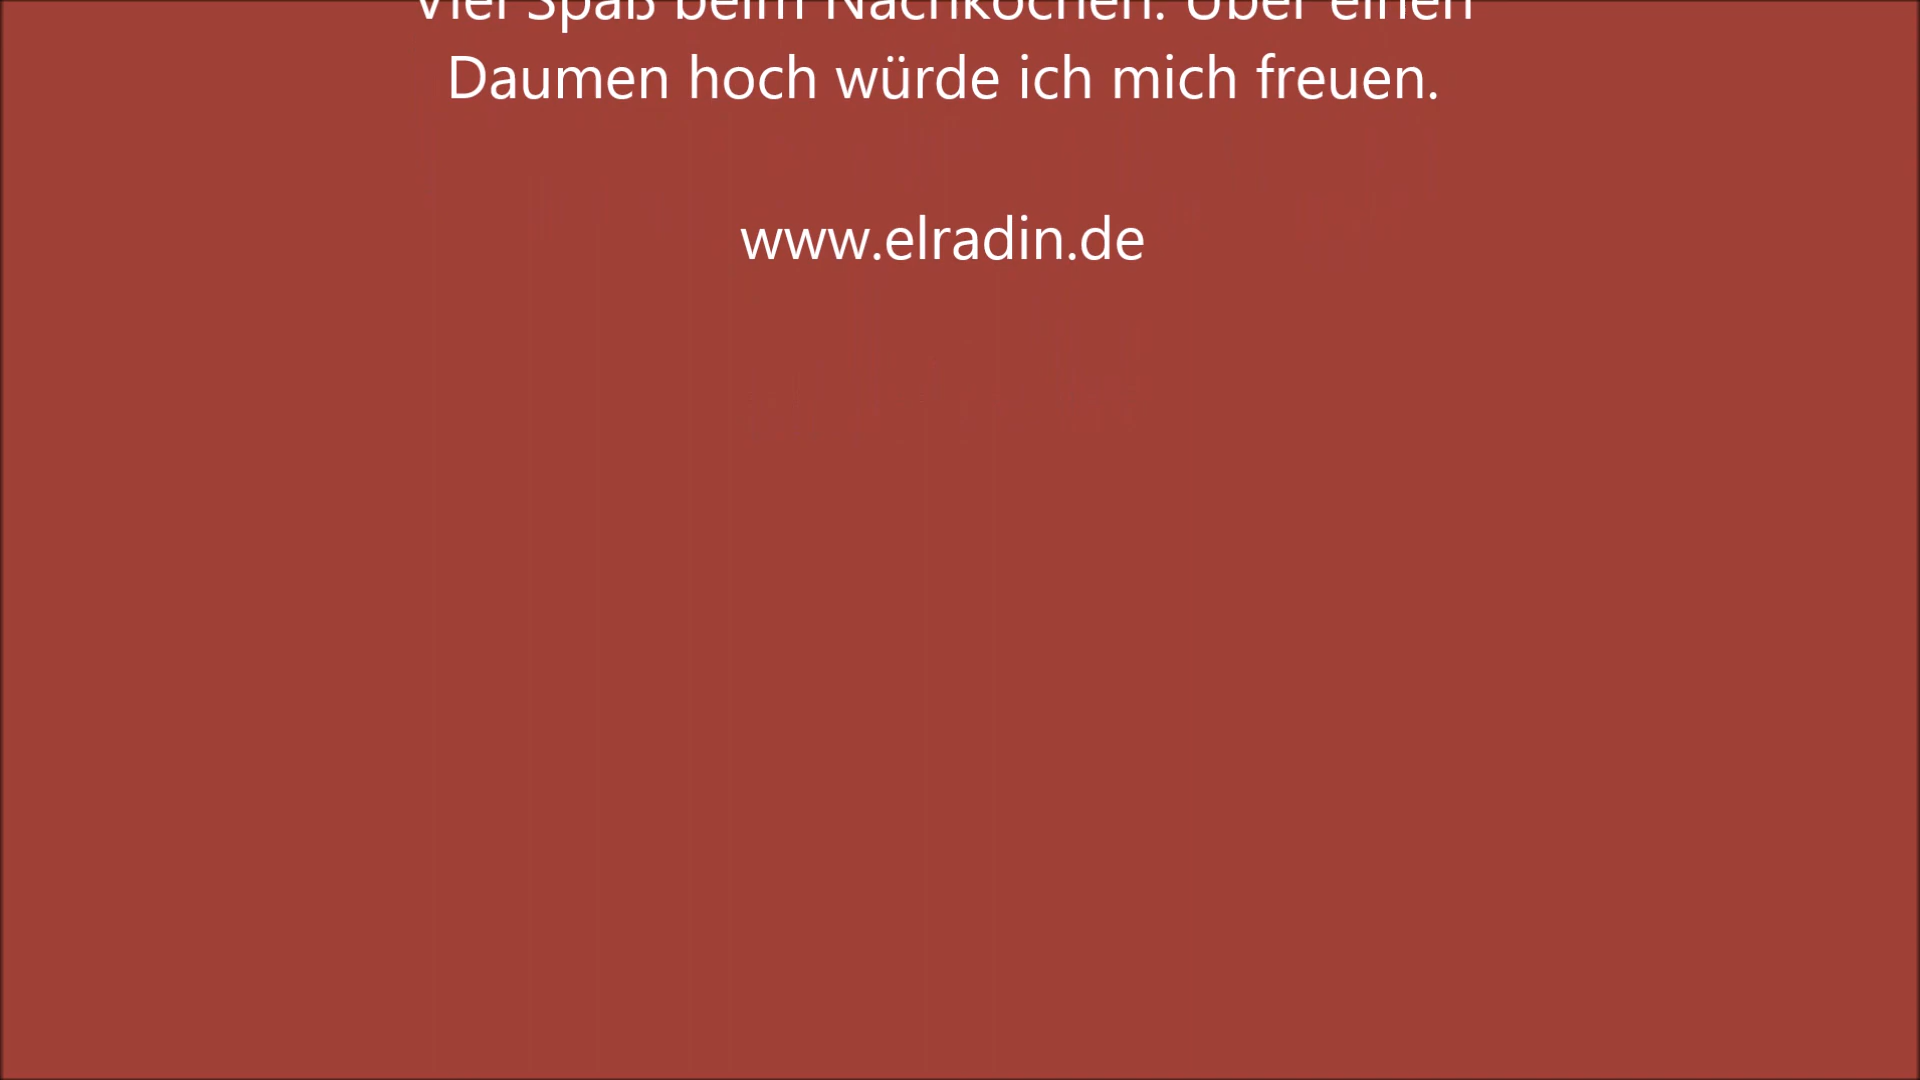 Viel Spaß beim Nachkochen. Über einen
Daumen hoch würde ich mich freuen.
www.elradin.de